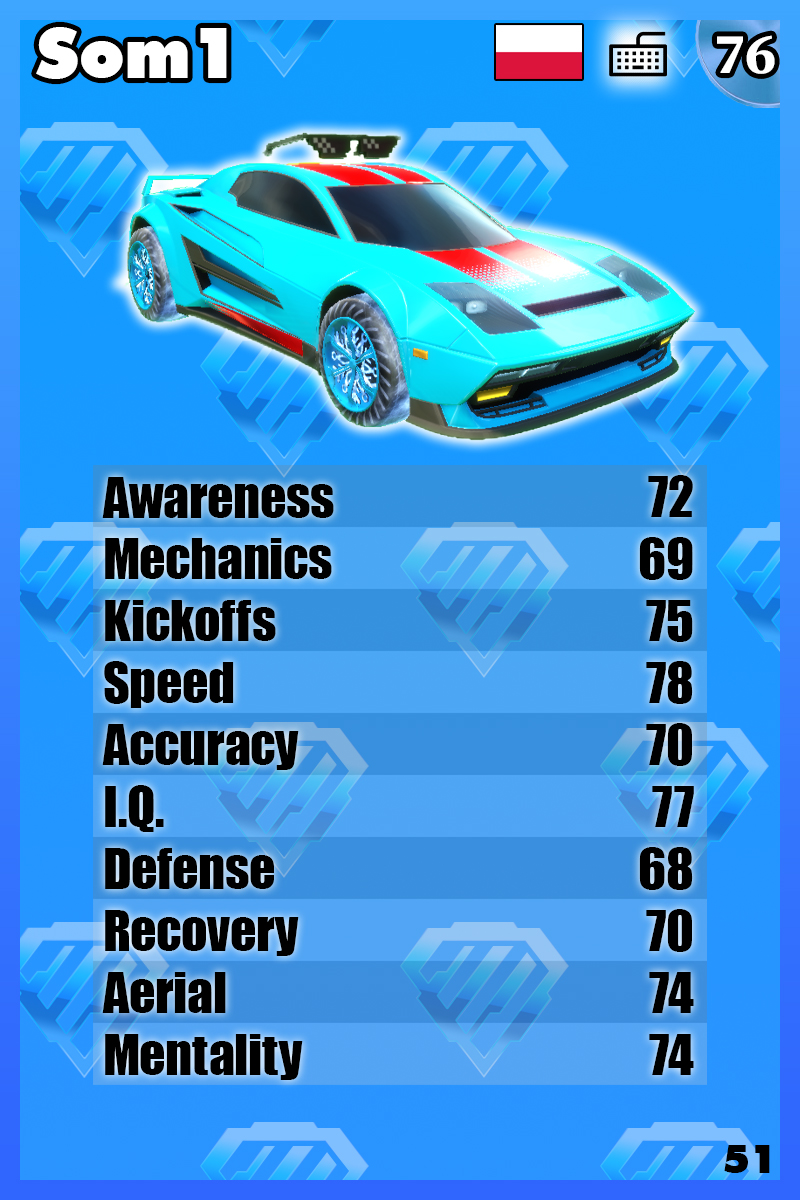 Som1 76
Awareness 72
Mechanics 69
Kickoffs 75
Speed 78
Accuracy 70
I.Q. 77
Defense 68
Recovery 70
Aerial 74
Mentality 74
51